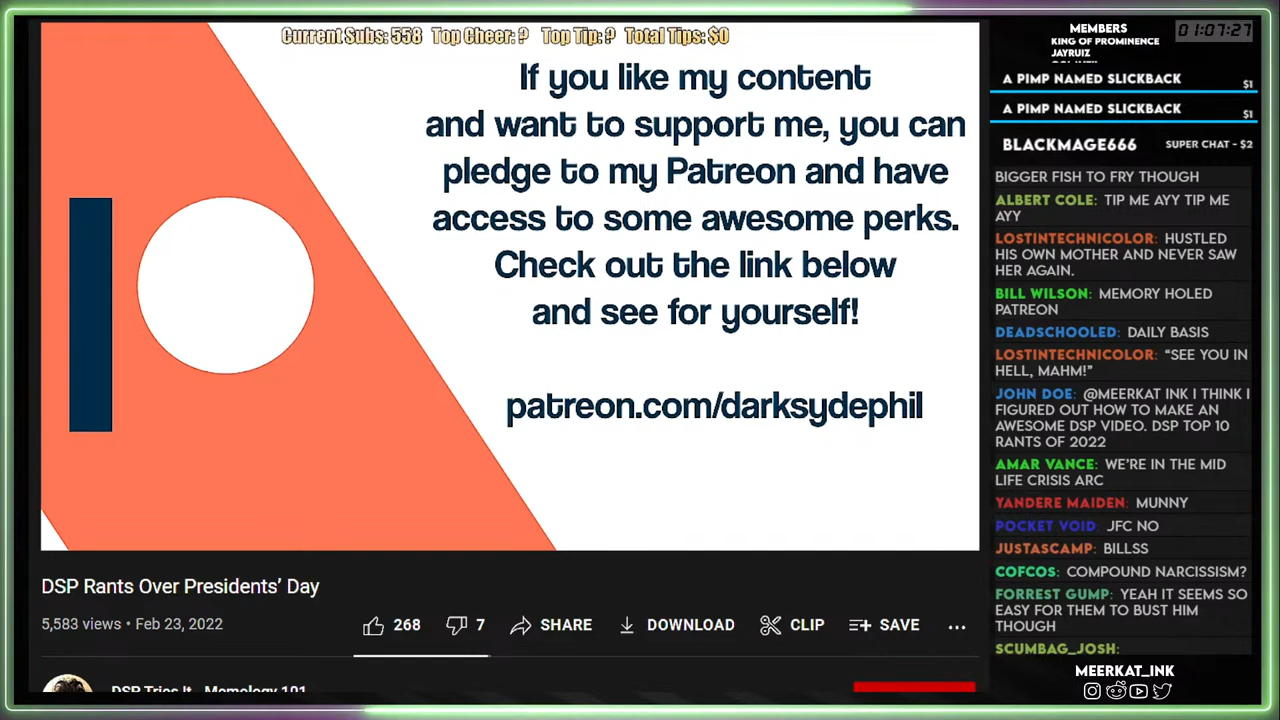 Current Subs: 558 Top Cheer: ? Top Tip: ? Total Tips: $0
If you like my content
and want to support me, you can
pledge to my Patreon and have
access to some awesome perks.
Check out the link below
and see for yourself!
patreon.com/darksydephil
DSP Rants Over Presidents' Day
5,583 views • Feb 23, 2022
268
7
SHARE
DOWNLOAD
CLIP
SAVE
DSP Tries It - Memology 101
MEMBERS
KING OF PROMINENCE
JAYRUIZ
01:07:27
A PIMP NAMED SLICKBACK $1
A PIMP NAMED SLICKBACK $1
BLACKMAGE666 SUPER CHAT - $2
BIGGER FISH TO FRY THOUGH
ALBERT COLE: TIP ME AYY TIP ME
AYY
LOSTINTECHNICOLOR: HUSTLED
HIS OWN MOTHER AND NEVER SAW
HER AGAIN.
BILL WILSON: MEMORY HOLED
PATREON
DEADSCHOOLED: DAILY BASIS
LOSTINTECHNICOLOR: “SEE YOU IN
HELL, MAHM!”
JOHN DOE: @MEERKAT INK I THINK I
FIGURED OUT HOW TO MAKE AN
AWESOME DSP VIDEO. DSP TOP 10
RANTS OF 2022
AMAR VANCE: WE'RE IN THE MID
LIFE CRISIS ARC
YANDERE MAIDEN: MUNNY
POCKET VOID: JFC NO
JUSTASCAMP: BILLSS
COFCOS: COMPOUND NARCISSISM?
FORREST GUMP: YEAH IT SEEMS SO
EASY FOR THEM TO BUST HIM
THOUGH
SCUMBAG_JOSH:
MEERKAT_INK